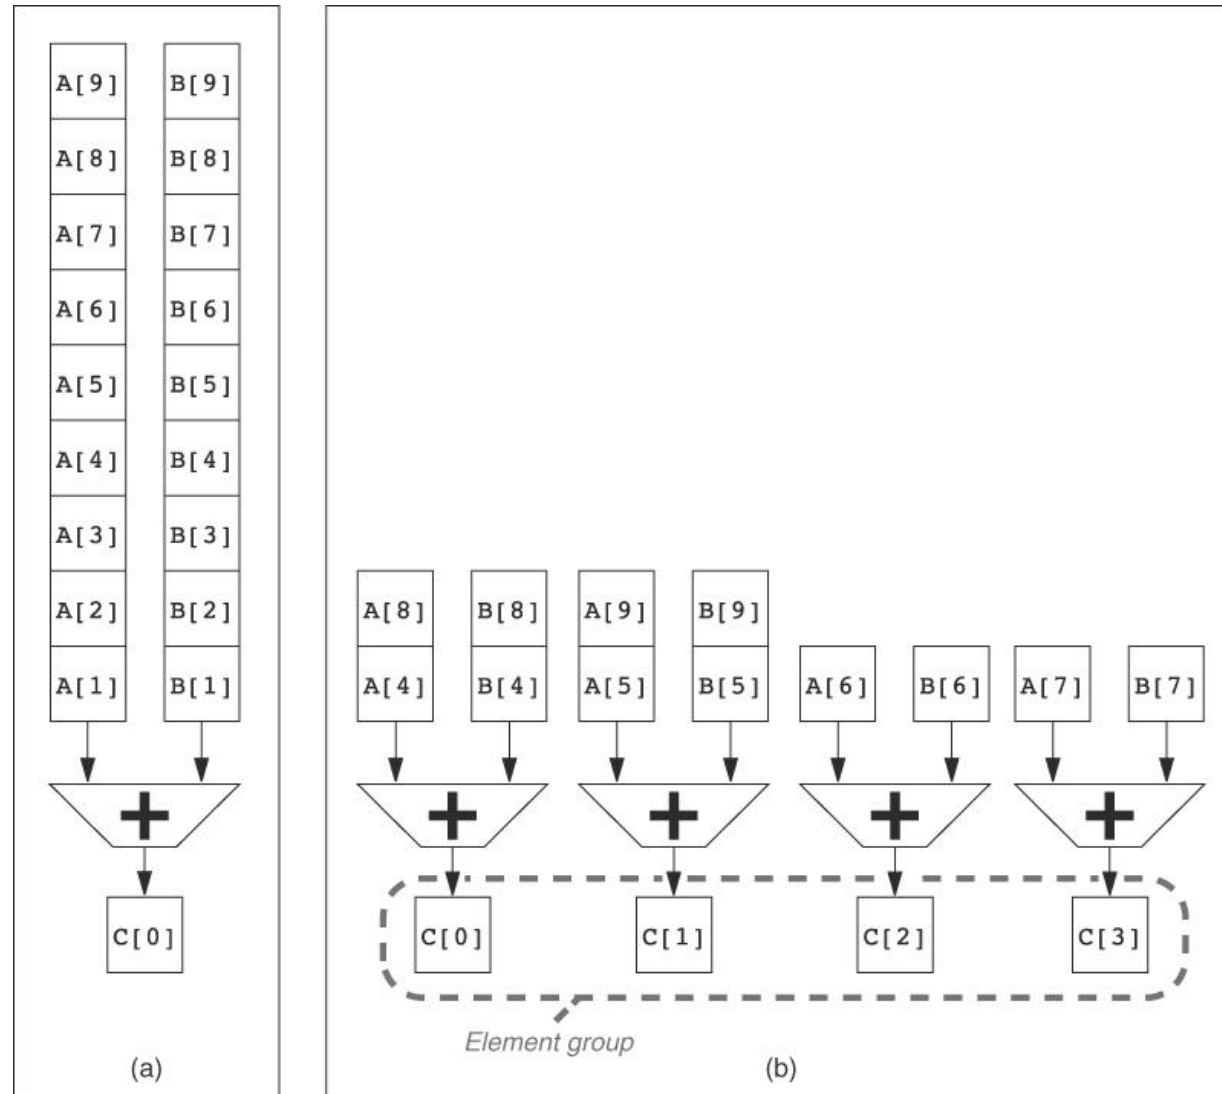 A[9] B[9]
A[8] B[8]
A[7] B[7]
A[6] B[6]
A[5] B[5]
A[4] B[4]
A[3] B[3]
A[2] B[2]
A[1] B[1]
+
C[0]
(a)
A[8] B[8] A[9] B[9]
A[4] B[4] A[5] B[5] A[6] B[6] A[7] B[7]
+ + + +
C[0] C[1] C[2] C[3]
Element group
(b)